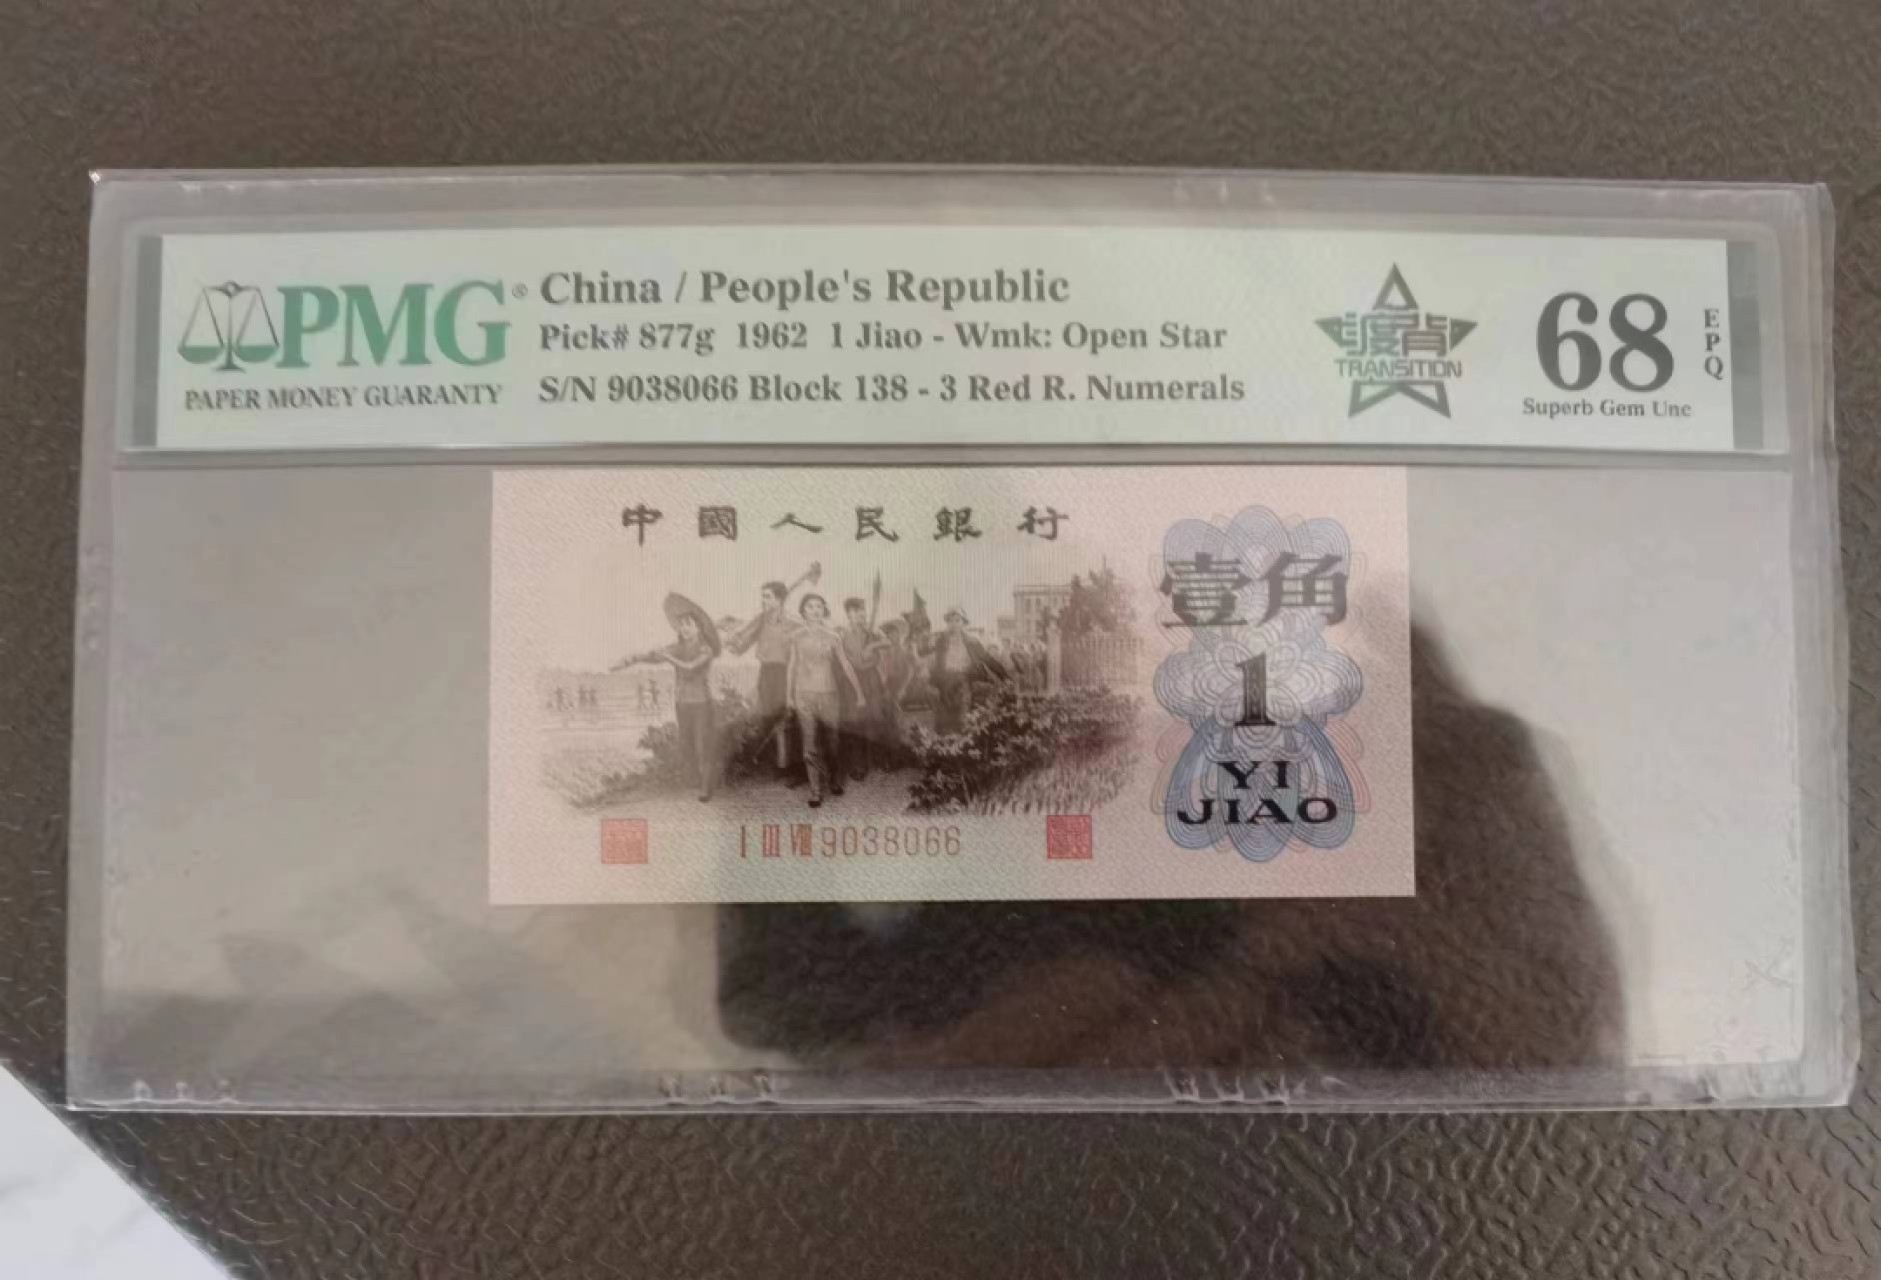 PMG®
PAPER MONEY GUARANTY
China / People's Republic
Pick# 877g 1962 1 Jiao - Wmk: Open Star
S/N 9038066 Block 138 - 3 Red R. Numerals
渡背
TRANSITION
68
EPQ
Superb Gem Unc
中國人民銀行
壹角
1
YI
JIAO
I III VIII 9038066